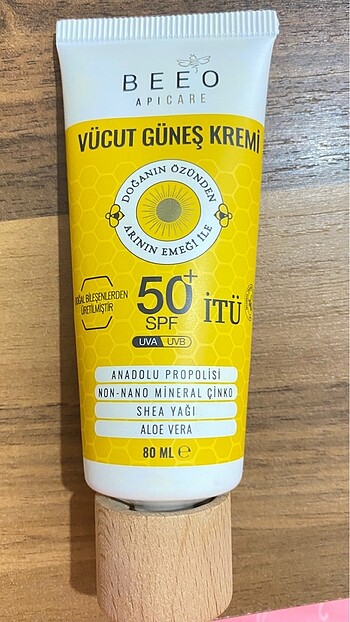 BEE'O
APICARE
VÜCUT GÜNEŞ KREMİ
DOĞANIN ÖZÜNDEN
ARININ EMEĞİ İLE
DOĞAL BİLEŞENLERDEN
ÜRETİLMİŞTİR
50+
SPF
İTÜ
UVA UVB
ANADOLU PROPOLİSİ
NON-NANO MİNERAL ÇİNKO
SHEA YAĞI
ALOE VERA
80 ML ℮